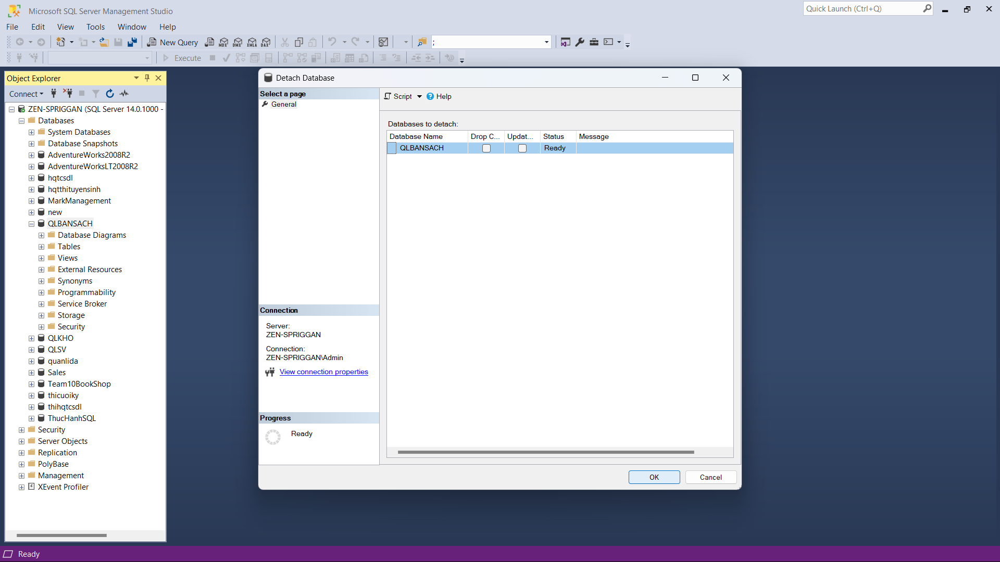 Microsoft SQL Server Management Studio
Quick Launch (Ctrl+Q)
File Edit View Tools Window Help
New Query
MDX DMX XMLA DAX
;
Execute
Object Explorer
Connect
ZEN-SPRIGGAN (SQL Server 14.0.1000 -
Databases
System Databases
Database Snapshots
AdventureWorks2008R2
AdventureWorksLT2008R2
hqtcsdl
hqtthituyensinh
MarkManagement
new
QLBANSACH
Database Diagrams
Tables
Views
External Resources
Synonyms
Programmability
Service Broker
Storage
Security
QLKHO
QLSV
quanlida
Sales
Team10BookShop
thicuoiky
thihqtcsdl
ThucHanhSQL
Security
Server Objects
Replication
PolyBase
Management
XEvent Profiler
Detach Database
Select a page
General
Script Help
Databases to detach:
Database Name Drop C... Updat... Status Message
QLBANSACH Ready
Connection
Server:
ZEN-SPRIGGAN
Connection:
ZEN-SPRIGGAN\Admin
View connection properties
Progress
Ready
OK Cancel
Ready